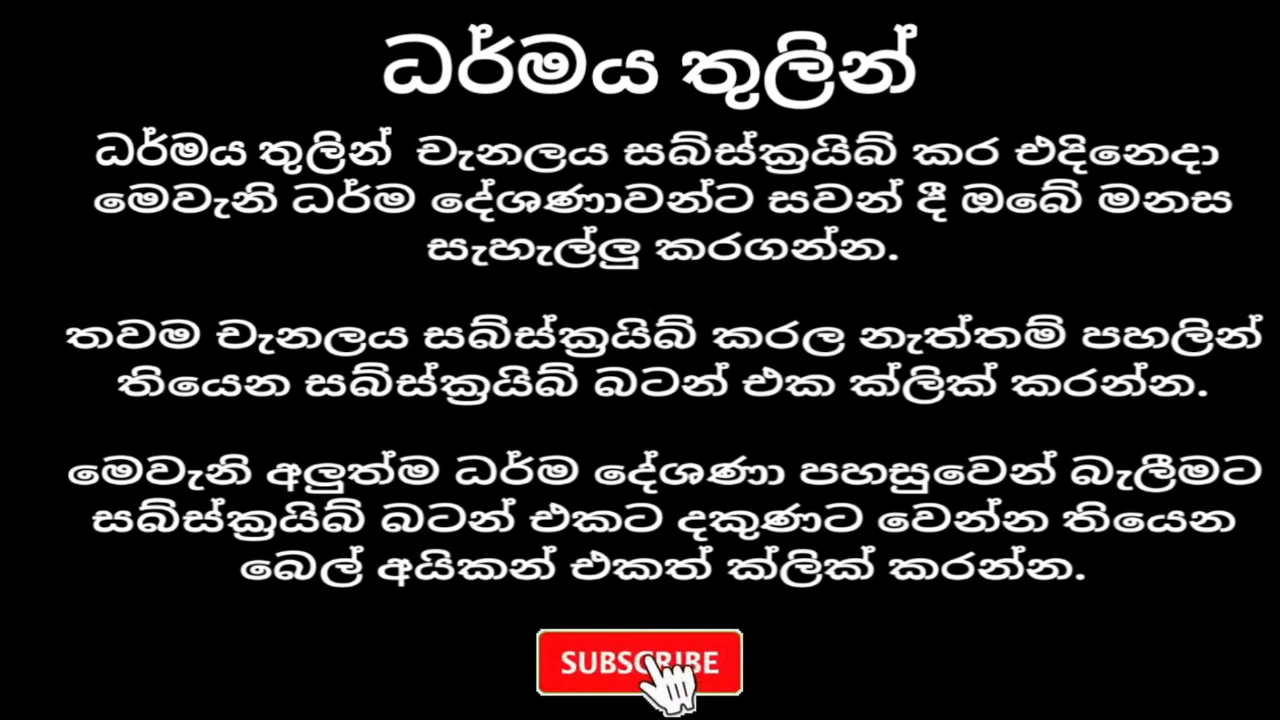 ධර්මය තුලින්
ධර්මය තුලින් චැනලය සබ්ස්ක්‍රයිබ් කර එදිනෙදා
මෙවැනි ධර්ම දේශණාවන්ට සවන් දී ඔබේ මනස
සැහැල්ලු කරගන්න.
තවම චැනලය සබ්ස්ක්‍රයිබ් කරල නැත්තම් පහලින්
තියෙන සබ්ස්ක්‍රයිබ් බටන් එක ක්ලික් කරන්න.
මෙවැනි අලුත්ම ධර්ම දේශණා පහසුවෙන් බැලීමට
සබ්ස්ක්‍රයිබ් බටන් එකට දකුණට වෙන්න තියෙන
බෙල් අයිකන් එකත් ක්ලික් කරන්න.
SUBSCRIBE